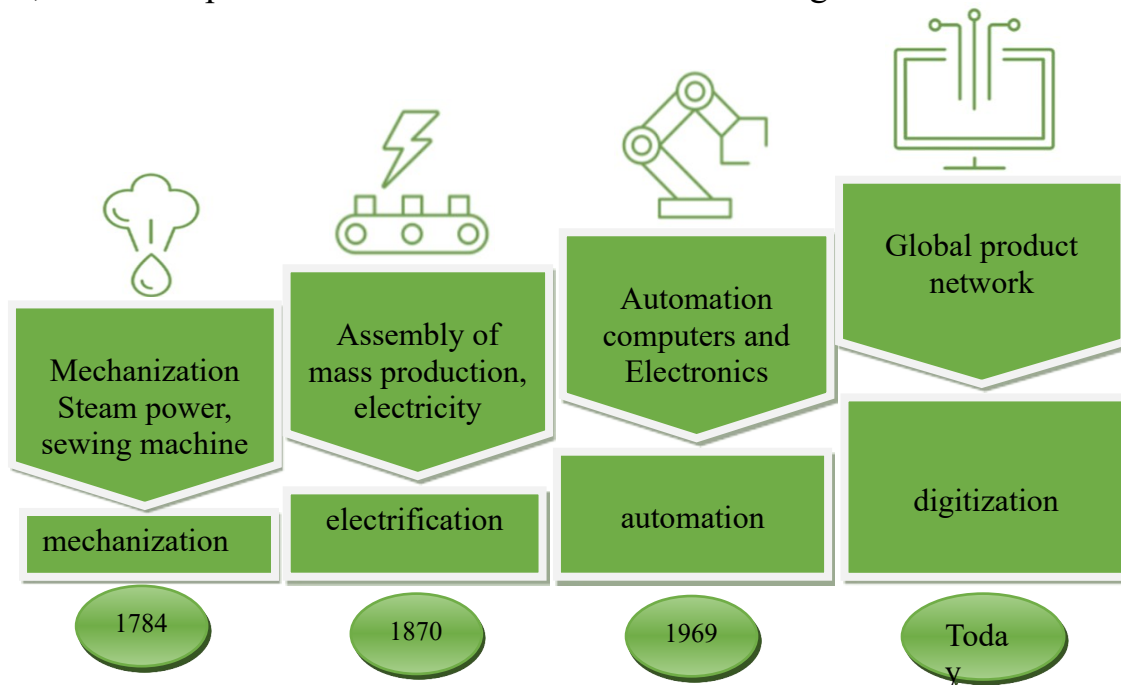 Mechanization
Steam power,
sewing machine
mechanization
1784
Assembly of
mass production,
electricity
electrification
1870
Automation
computers and
Electronics
automation
1969
Global product
network
digitization
Toda
y